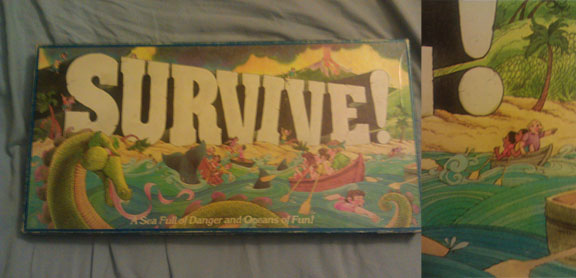 SURVIVE!
A Sea Full of Danger and Oceans of Fun!
!